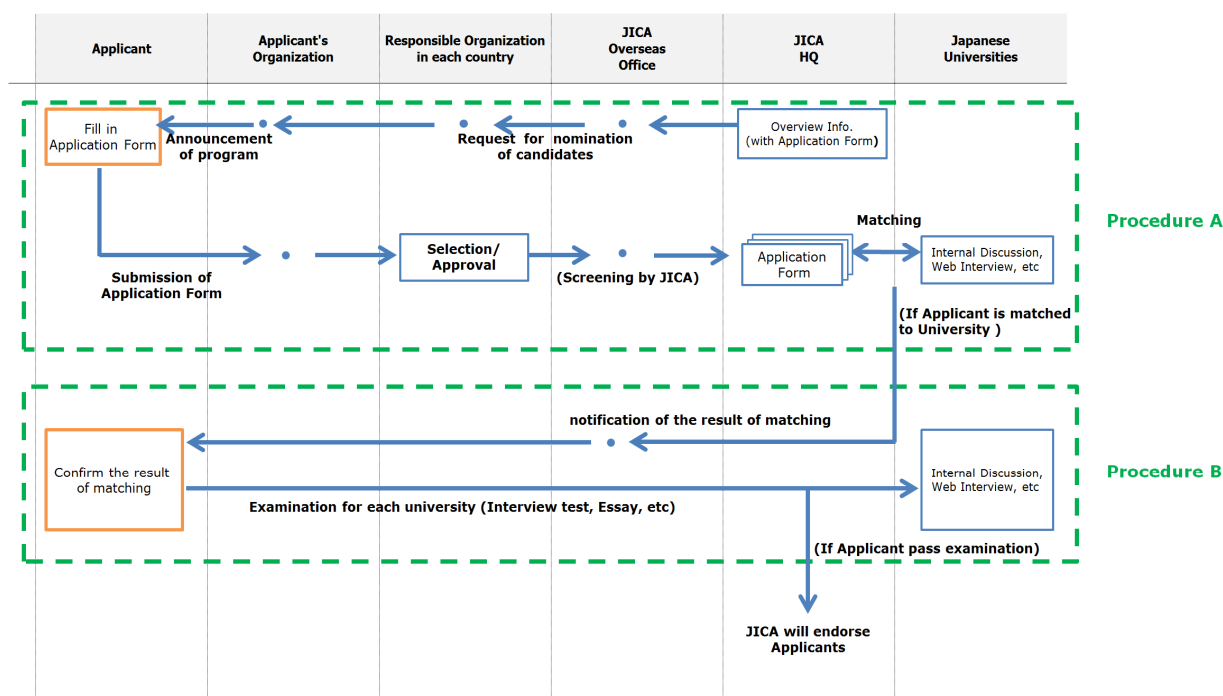 Applicant
Applicant's
Organization
Responsible Organization
in each country
JICA
Overseas
Office
JICA
HQ
Japanese
Universities
Fill in
Application Form
Announcement
of program
Request for nomination
of candidates
Overview Info.
(with Application Form)
Procedure A
Submission of
Application Form
Selection/
Approval
(Screening by JICA)
Application
Form
Matching
Internal Discussion,
Web Interview, etc
(If Applicant is matched
to University )
notification of the result of matching
Confirm the result
of matching
Examination for each university (Interview test, Essay, etc)
Internal Discussion,
Web Interview, etc
Procedure B
(If Applicant pass examination)
JICA will endorse
Applicants